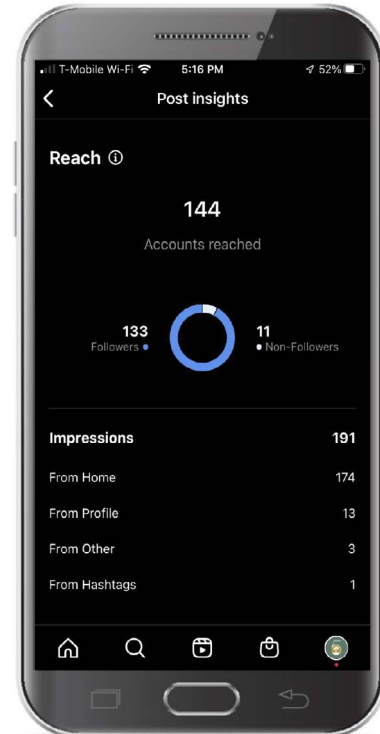 T-Mobile Wi-Fi 5:16 PM 52%
Post insights
Reach
144
Accounts reached
133 11
Followers Non-Followers
Impressions 191
From Home 174
From Profile 13
From Other 3
From Hashtags 1